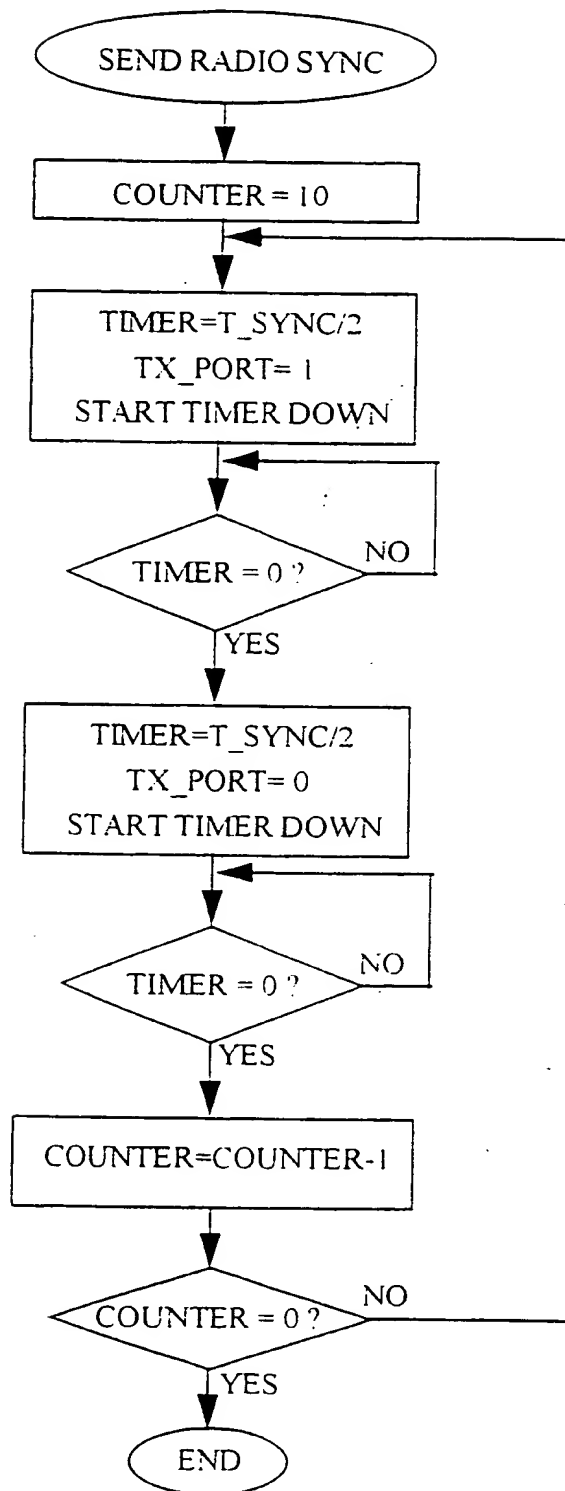 SEND RADIO SYNC
COUNTER = 10
TIMER=T_SYNC/2
TX_PORT= 1
START TIMER DOWN
TIMER = 0 ?
NO
YES
TIMER=T_SYNC/2
TX_PORT= 0
START TIMER DOWN
TIMER = 0 ?
NO
YES
COUNTER=COUNTER-1
COUNTER = 0 ?
NO
YES
END